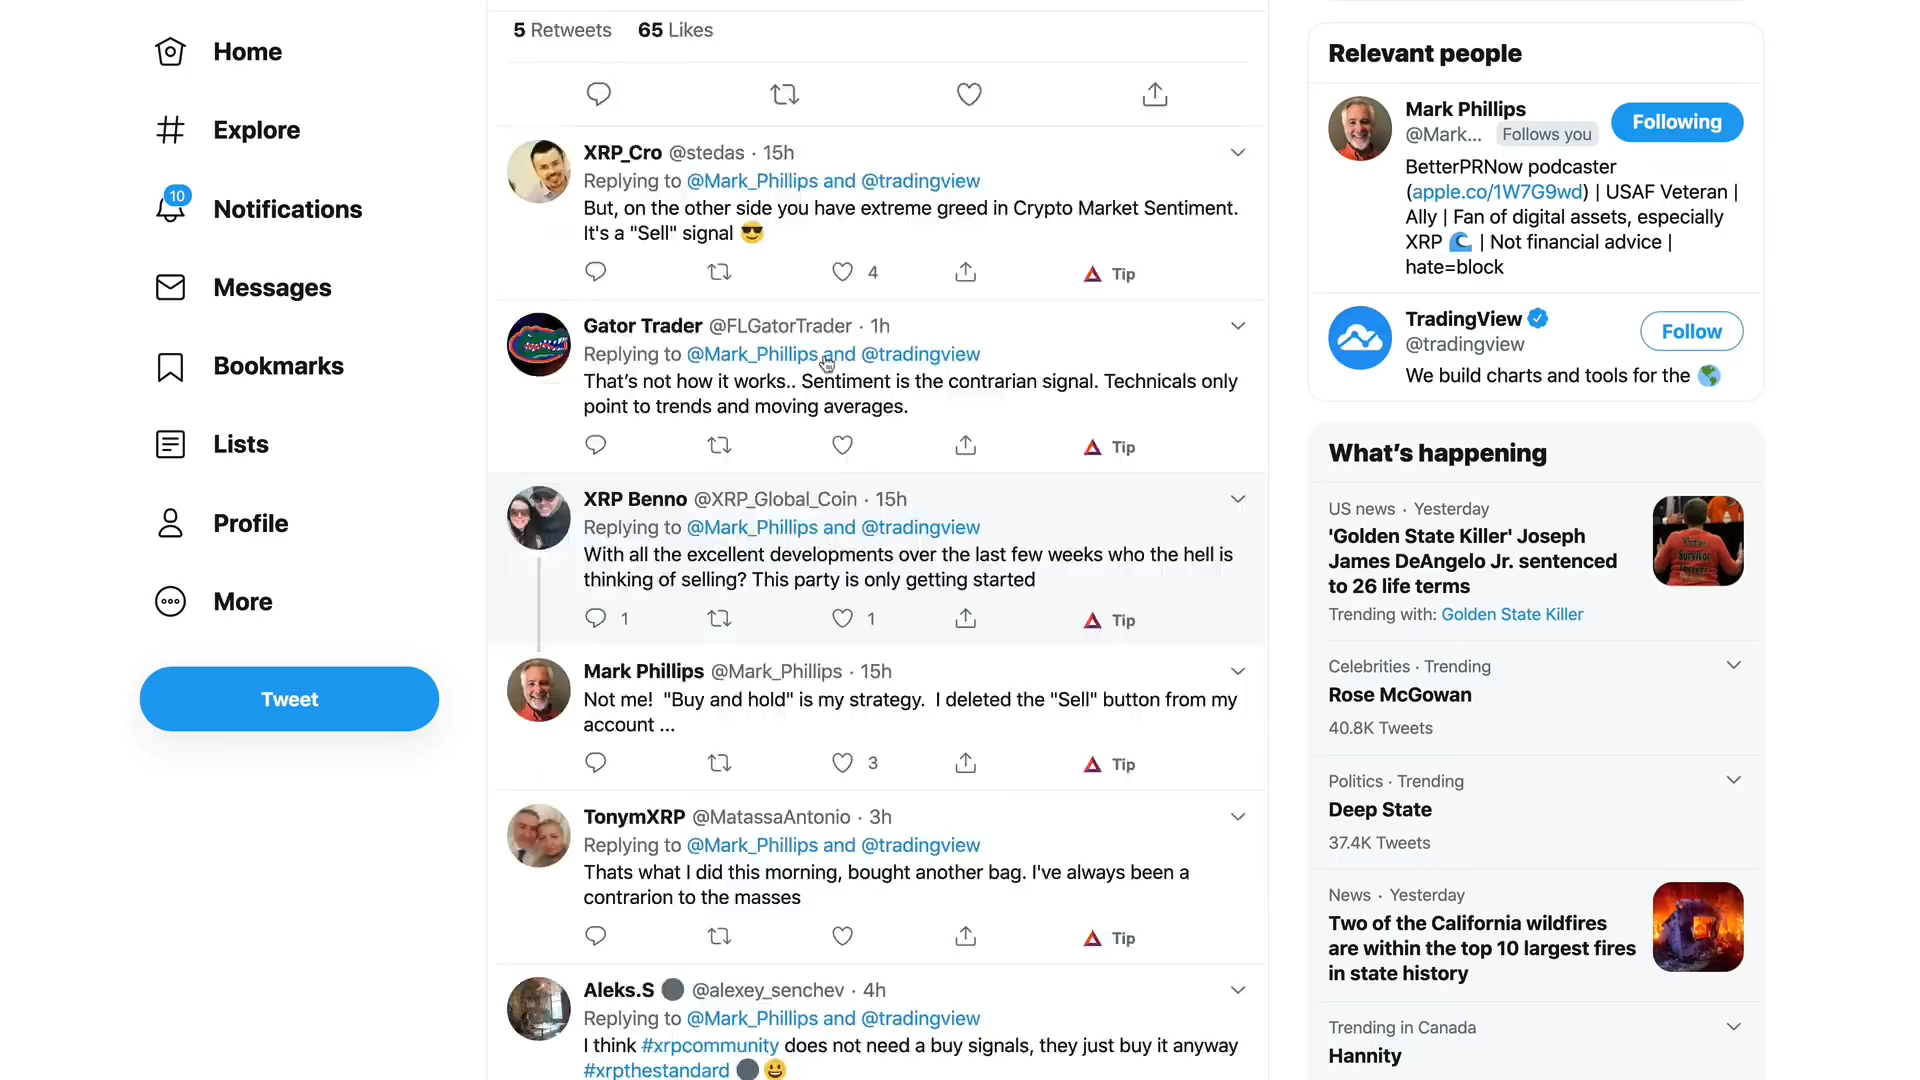 Home
Explore
10
Notifications
Messages
Bookmarks
Lists
Profile
More
Tweet
5 Retweets 65 Likes
XRP_Cro @stedas · 15h
Replying to @Mark_Phillips and @tradingview
But, on the other side you have extreme greed in Crypto Market Sentiment.
It's a "Sell" signal 😎
4
Tip
Gator Trader @FLGatorTrader · 1h
Replying to @Mark_Phillips and @tradingview
That’s not how it works.. Sentiment is the contrarian signal. Technicals only
point to trends and moving averages.
Tip
XRP Benno @XRP_Global_Coin · 15h
Replying to @Mark_Phillips and @tradingview
With all the excellent developments over the last few weeks who the hell is
thinking of selling? This party is only getting started
1 1 Tip
Mark Phillips @Mark_Phillips · 15h
Not me! "Buy and hold" is my strategy. I deleted the "Sell" button from my
account ...
3 Tip
TonymXRP @MatassaAntonio · 3h
Replying to @Mark_Phillips and @tradingview
Thats what I did this morning, bought another bag. I've always been a
contrarion to the masses
Tip
Aleks.S @alexey_senchev · 4h
Replying to @Mark_Phillips and @tradingview
I think #xrpcommunity does not need a buy signals, they just buy it anyway
#xrpthestandard 😃
Relevant people
Mark Phillips
@Mark... Follows you
Following
BetterPRNow podcaster
(apple.co/1W7G9wd) | USAF Veteran |
Ally | Fan of digital assets, especially
XRP 🌊 | Not financial advice |
hate=block
TradingView
@tradingview
Follow
We build charts and tools for the 🌎
What’s happening
US news · Yesterday
'Golden State Killer' Joseph
James DeAngelo Jr. sentenced
to 26 life terms
Trending with: Golden State Killer
Celebrities · Trending
Rose McGowan
40.8K Tweets
Politics · Trending
Deep State
37.4K Tweets
News · Yesterday
Two of the California wildfires
are within the top 10 largest fires
in state history
Trending in Canada
Hannity